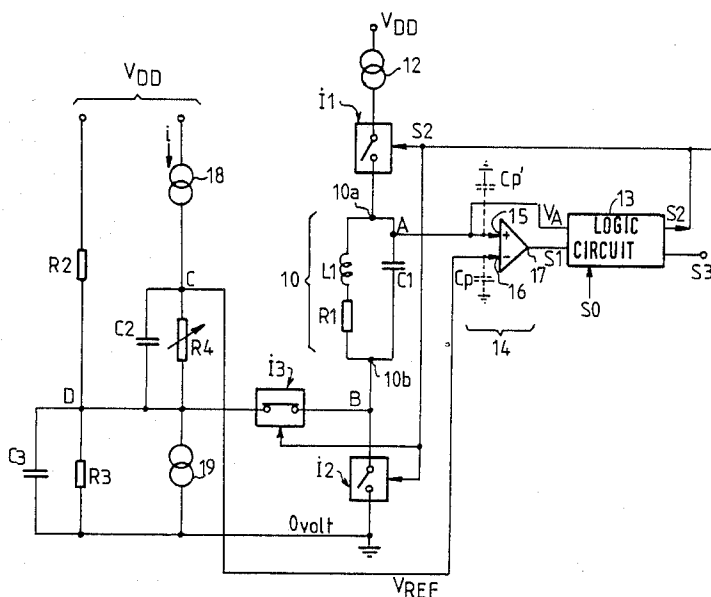 VDD
12
VDD
i1
S2
i
18
10a
Cp'
13
A
15
VA
LOGIC
CIRCUIT
S2
R2
10
L1
C1
+
−
S1
17
S3
C
Cp
16
R1
S0
C2
R4
14
i3
10b
D
B
C3
R3
19
i2
0volt
VREF